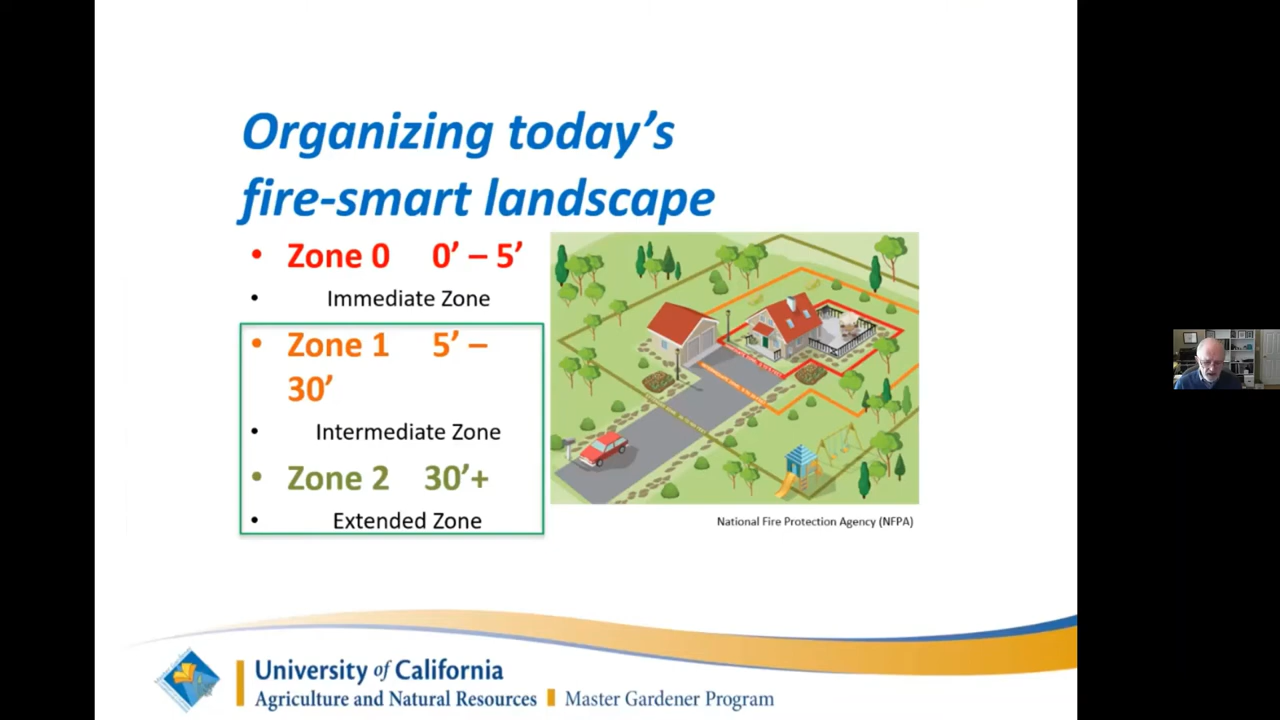 Organizing today's
fire-smart landscape
• Zone 0 0' – 5'
• Immediate Zone
• Zone 1 5' –
30'
• Intermediate Zone
• Zone 2 30'+
• Extended Zone
National Fire Protection Agency (NFPA)
University of California
Agriculture and Natural Resources Master Gardener Program